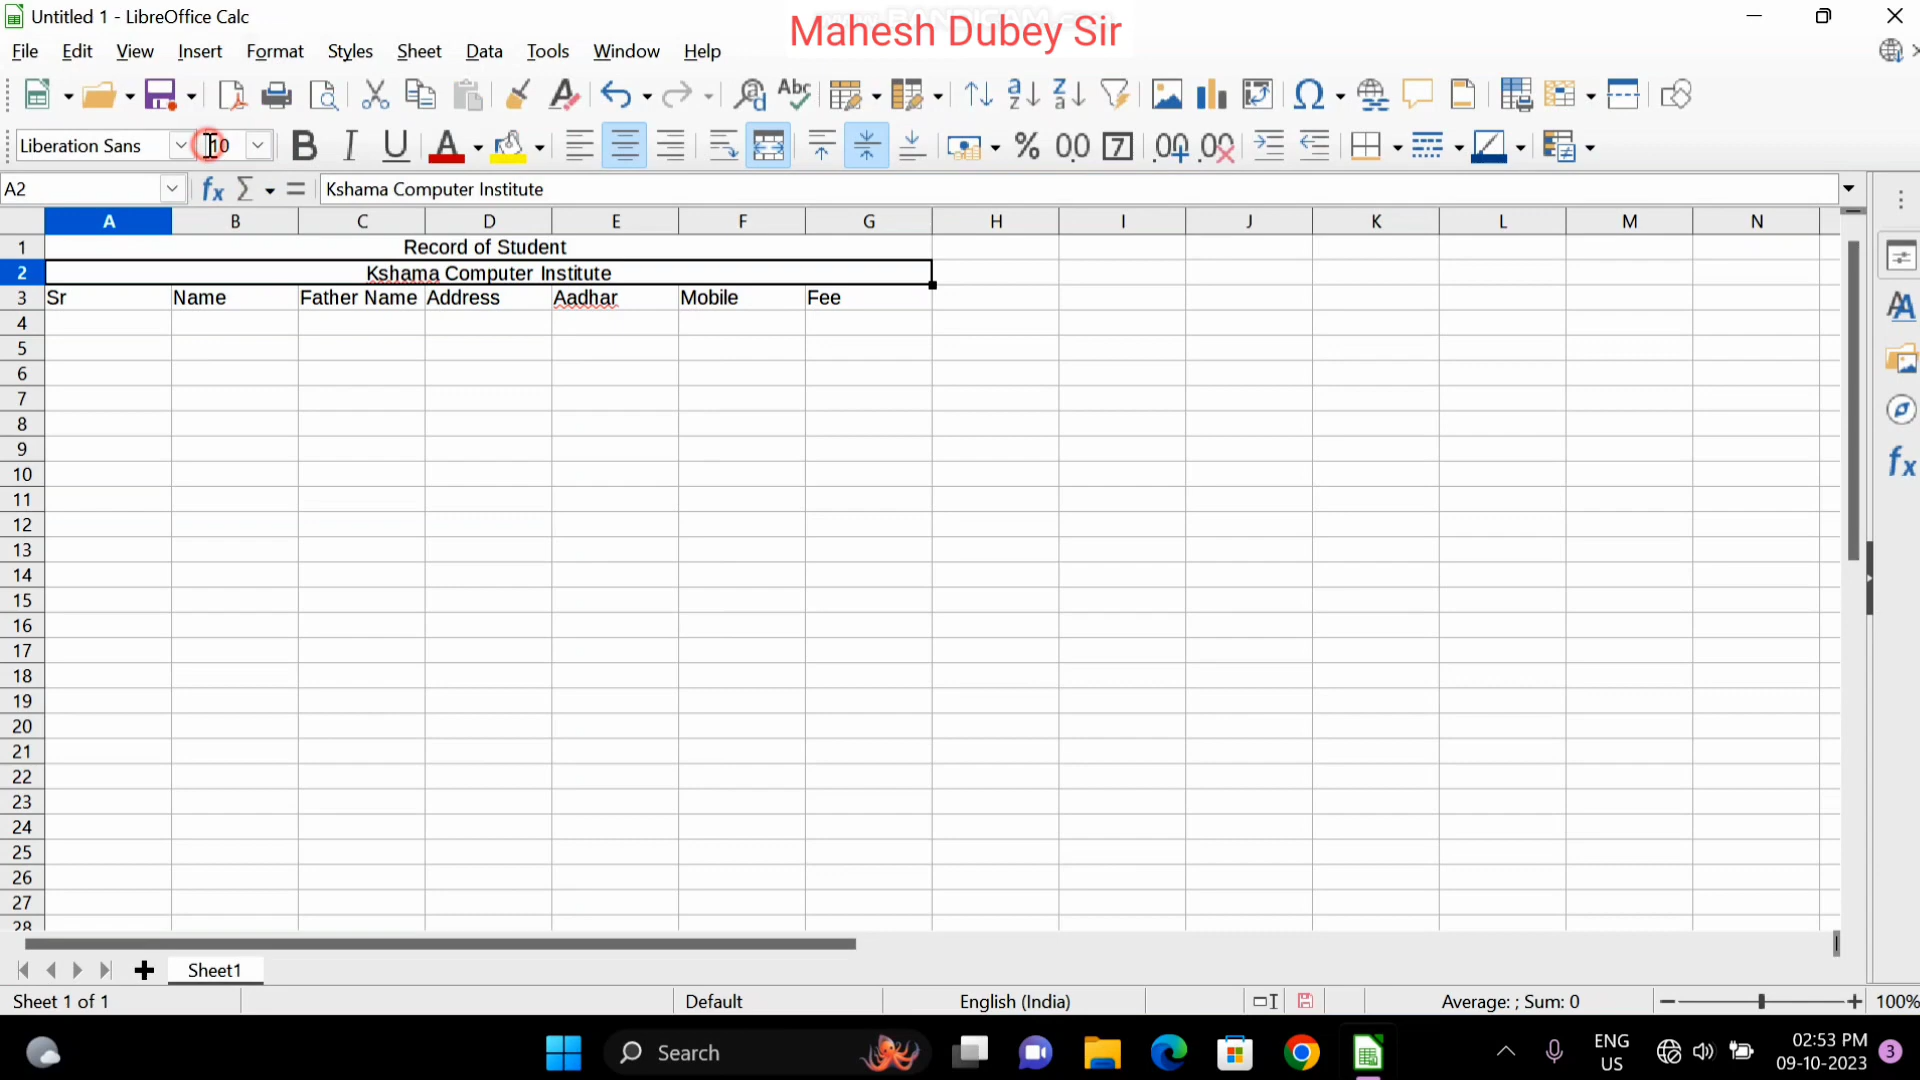 Untitled 1 - LibreOffice Calc
Mahesh Dubey Sir
File Edit View Insert Format Styles Sheet Data Tools Window Help
Liberation Sans 10
A2 Kshama Computer Institute
A B C D E F G H I J K L M N
1 Record of Student
2 Kshama Computer Institute
3 Sr Name Father Name Address Aadhar Mobile Fee
4
5
6
7
8
9
10
11
12
13
14
15
16
17
18
19
20
21
22
23
24
25
26
27
28
Sheet1
Sheet 1 of 1 Default English (India) Average: ; Sum: 0 100%
Search ENG US 02:53 PM 09-10-2023 3